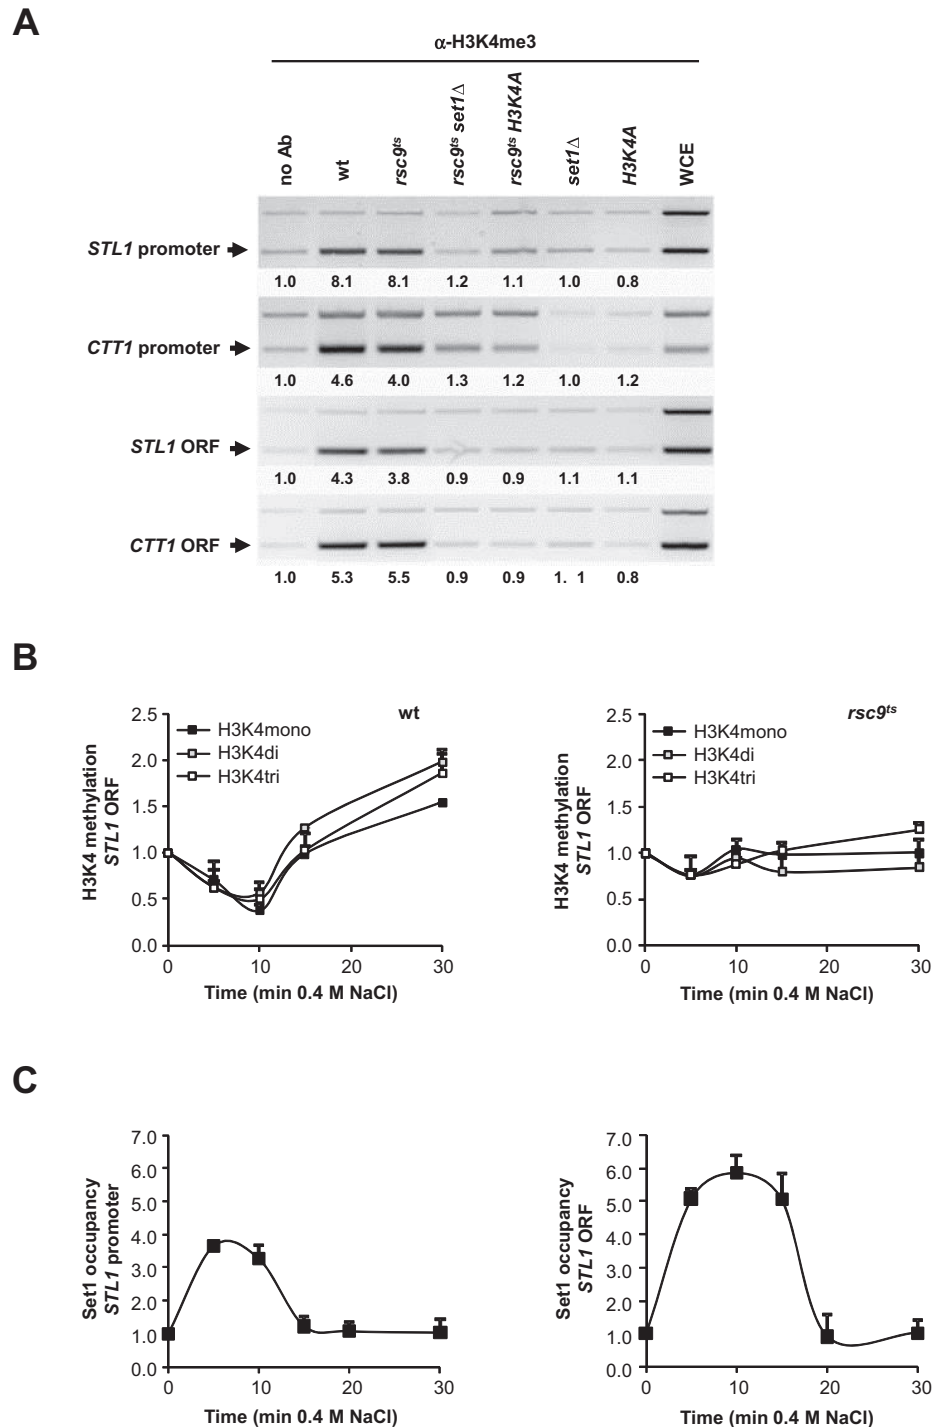 A
α-H3K4me3
no Ab
wt
rsc9ts
rsc9ts set1Δ
rsc9ts H3K4A
set1Δ
H3K4A
WCE
STL1 promoter
1.0 8.1 8.1 1.2 1.1 1.0 0.8
CTT1 promoter
1.0 4.6 4.0 1.3 1.2 1.0 1.2
STL1 ORF
1.0 4.3 3.8 0.9 0.9 1.1 1.1
CTT1 ORF
1.0 5.3 5.5 0.9 0.9 1. 1 0.8
B
wt
H3K4 methylation
STL1 ORF
2.5
2.0
1.5
1.0
0.5
0.0
H3K4mono
H3K4di
H3K4tri
0 10 20 30
Time (min 0.4 M NaCl)
rsc9ts
H3K4 methylation
STL1 ORF
2.5
2.0
1.5
1.0
0.5
0.0
H3K4mono
H3K4di
H3K4tri
0 10 20 30
Time (min 0.4 M NaCl)
C
Set1 occupancy
STL1 promoter
7.0
6.0
5.0
4.0
3.0
2.0
1.0
0.0
0 10 20 30
Time (min 0.4 M NaCl)
Set1 occupancy
STL1 ORF
7.0
6.0
5.0
4.0
3.0
2.0
1.0
0.0
0 10 20 30
Time (min 0.4 M NaCl)